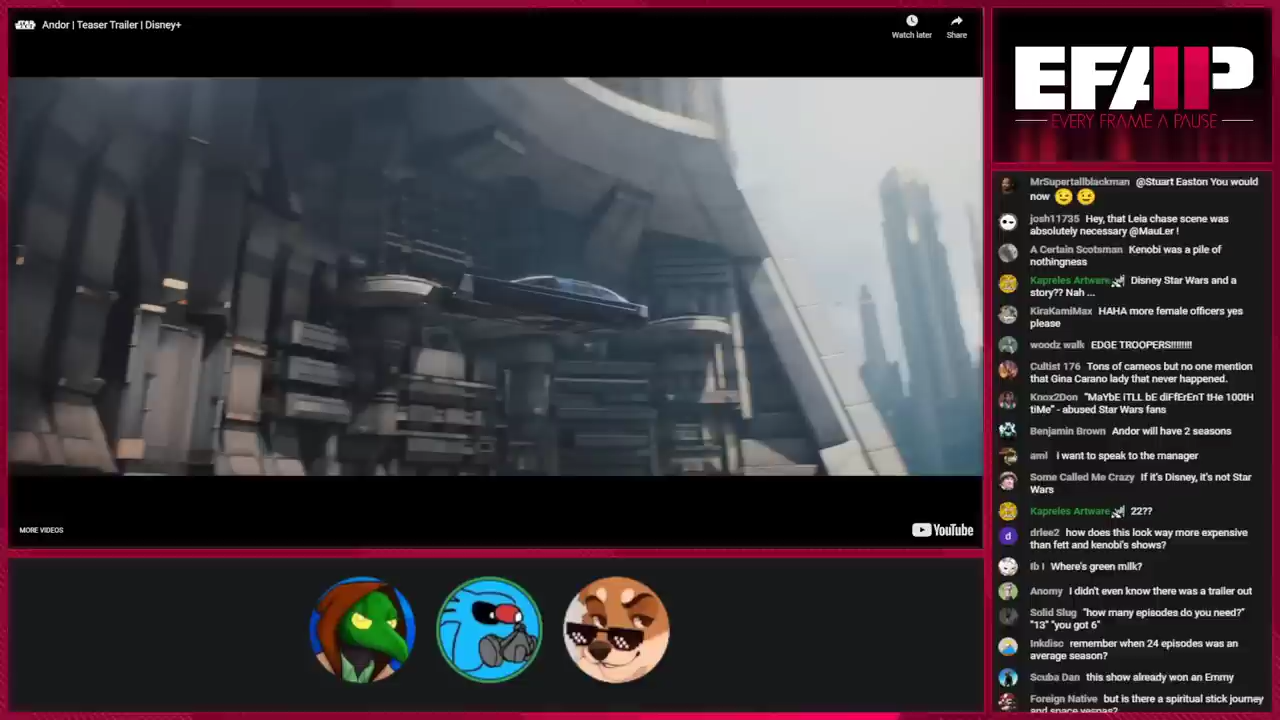 STAR WARS
Andor | Teaser Trailer | Disney+
Watch later
Share
MORE VIDEOS
YouTube
EFAP
EVERY FRAME A PAUSE
MrSupertallblackman @Stuart Easton You would
now
josh11735 Hey, that Leia chase scene was
absolutely necessary @MauLer !
A Certain Scotsman Kenobi was a pile of
nothingness
Kapreles Artware Disney Star Wars and a
story?? Nah ...
KiraKamiMax HAHA more female officers yes
please
woodz walk EDGE TROOPERS!!!!!!!!
Cultist 176 Tons of cameos but no one mention
that Gina Carano lady that never happened.
Knox2Don "MaYbE iTLL bE diFfErEnT tHe 100tH
tiMe" - abused Star Wars fans
Benjamin Brown Andor will have 2 seasons
aml i want to speak to the manager
Some Called Me Crazy If it's Disney, it's not Star
Wars
Kapreles Artware 22??
d
drlee2 how does this look way more expensive
than fett and kenobi's shows?
Ib I Where's green milk?
Anomy I didn't even know there was a trailer out
Solid Slug "how many episodes do you need?"
"13" "you got 6"
Inkdisc remember when 24 episodes was an
average season?
Scuba Dan this show already won an Emmy
Foreign Native but is there a spiritual stick journey
and space vespas?